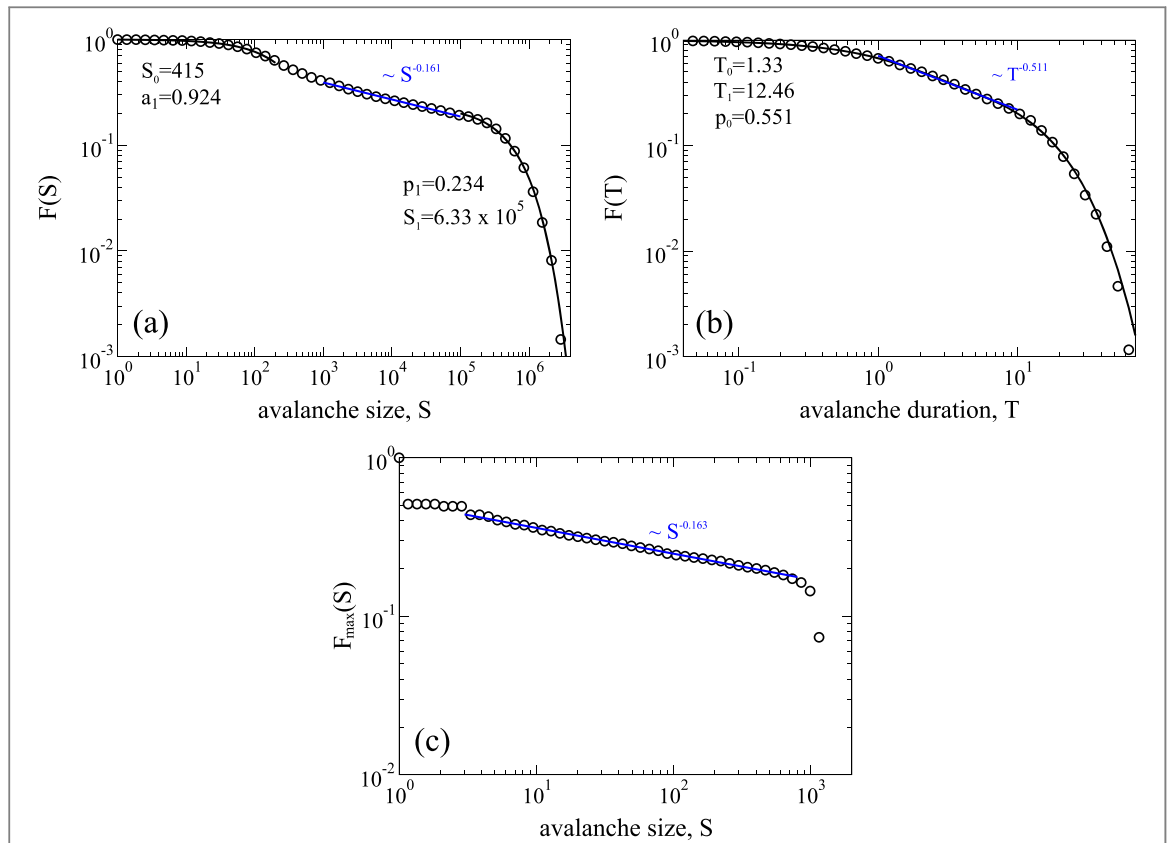 10^0
10^-1
10^-2
10^-3
F(S)
S_0=415
a_1=0.924
~ S^-0.161
p_1=0.234
S_1=6.33 x 10^5
(a)
10^0 10^1 10^2 10^3 10^4 10^5 10^6
avalanche size, S
10^0
10^-1
10^-2
10^-3
F(T)
T_0=1.33
T_1=12.46
p_0=0.551
~ T^-0.511
(b)
10^-1 10^0 10^1
avalanche duration, T
10^0
10^-1
10^-2
F_max(S)
~ S^-0.163
(c)
10^0 10^1 10^2 10^3
avalanche size, S